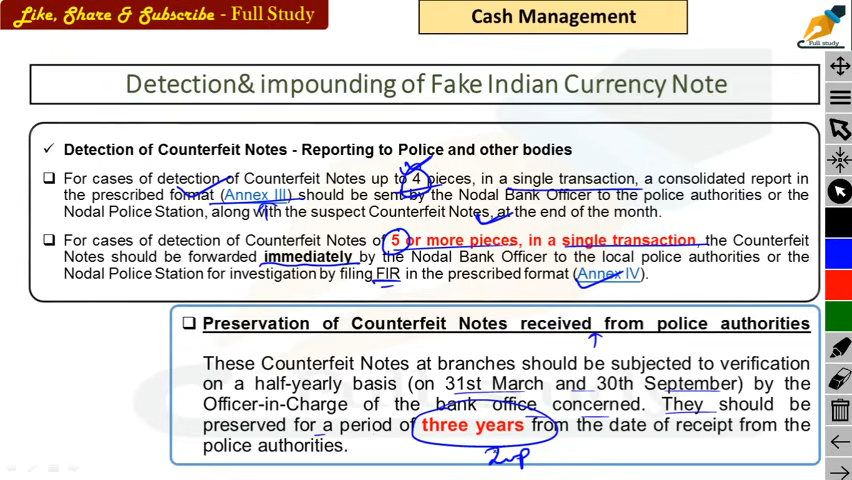 Like, Share & Subscribe - Full Study
Cash Management
Full study
Detection& impounding of Fake Indian Currency Note
✓ Detection of Counterfeit Notes - Reporting to Police and other bodies
❑ For cases of detection of Counterfeit Notes up to 4 pieces, in a single transaction, a consolidated report in
the prescribed format (Annex III) should be sent by the Nodal Bank Officer to the police authorities or the
Nodal Police Station, along with the suspect Counterfeit Notes, at the end of the month.
❑ For cases of detection of Counterfeit Notes of 5 or more pieces, in a single transaction, the Counterfeit
Notes should be forwarded immediately by the Nodal Bank Officer to the local police authorities or the
Nodal Police Station for investigation by filing FIR in the prescribed format (Annex IV).
❑ Preservation of Counterfeit Notes received from police authorities
These Counterfeit Notes at branches should be subjected to verification
on a half-yearly basis (on 31st March and 30th September) by the
Officer-in-Charge of the bank office concerned. They should be
preserved for a period of three years from the date of receipt from the
police authorities.